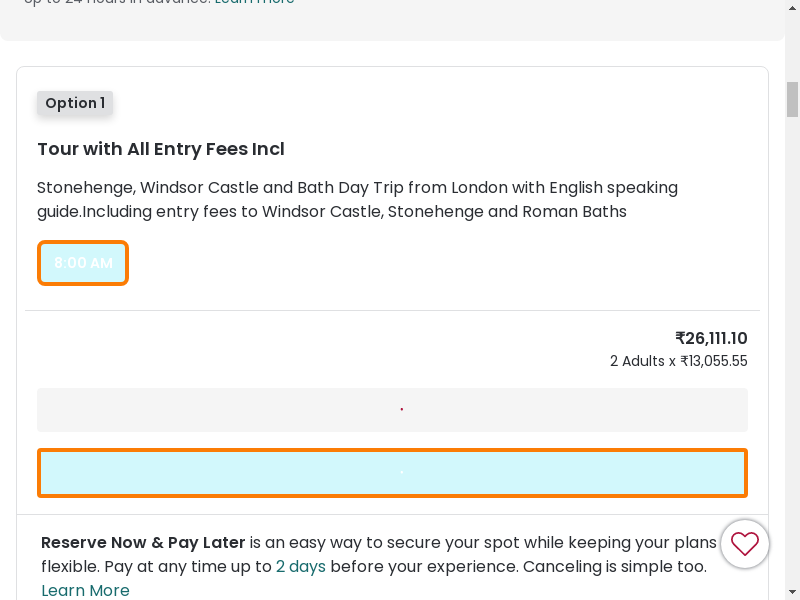 up to 24 hours in advance. Learn more
Option 1
Tour with All Entry Fees Incl
Stonehenge, Windsor Castle and Bath Day Trip from London with English speaking
guide.Including entry fees to Windsor Castle, Stonehenge and Roman Baths
8:00 AM
₹26,111.10
2 Adults x ₹13,055.55
Reserve Now & Pay Later is an easy way to secure your spot while keeping your plans
flexible. Pay at any time up to 2 days before your experience. Canceling is simple too.
Learn More